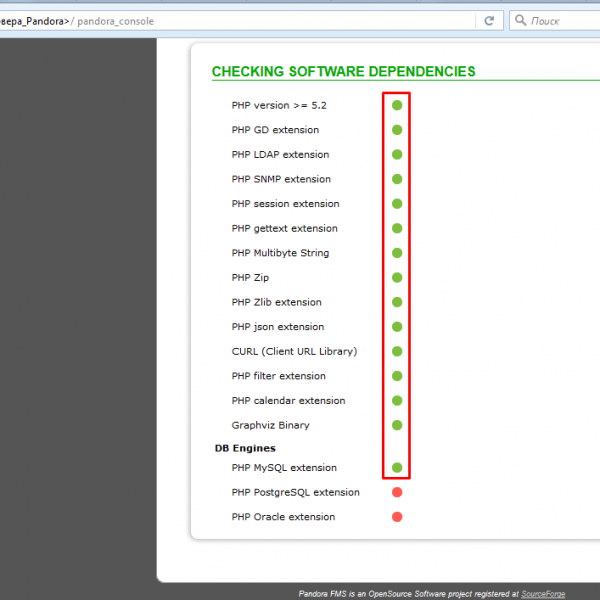 овера_Pandora>/ pandora_console
Поиск
CHECKING SOFTWARE DEPENDENCIES
PHP version >= 5.2
PHP GD extension
PHP LDAP extension
PHP SNMP extension
PHP session extension
PHP gettext extension
PHP Multibyte String
PHP Zip
PHP Zlib extension
PHP json extension
CURL (Client URL Library)
PHP filter extension
PHP calendar extension
Graphviz Binary
DB Engines
PHP MySQL extension
PHP PostgreSQL extension
PHP Oracle extension
Pandora FMS is an OpenSource Software project registered at SourceForge